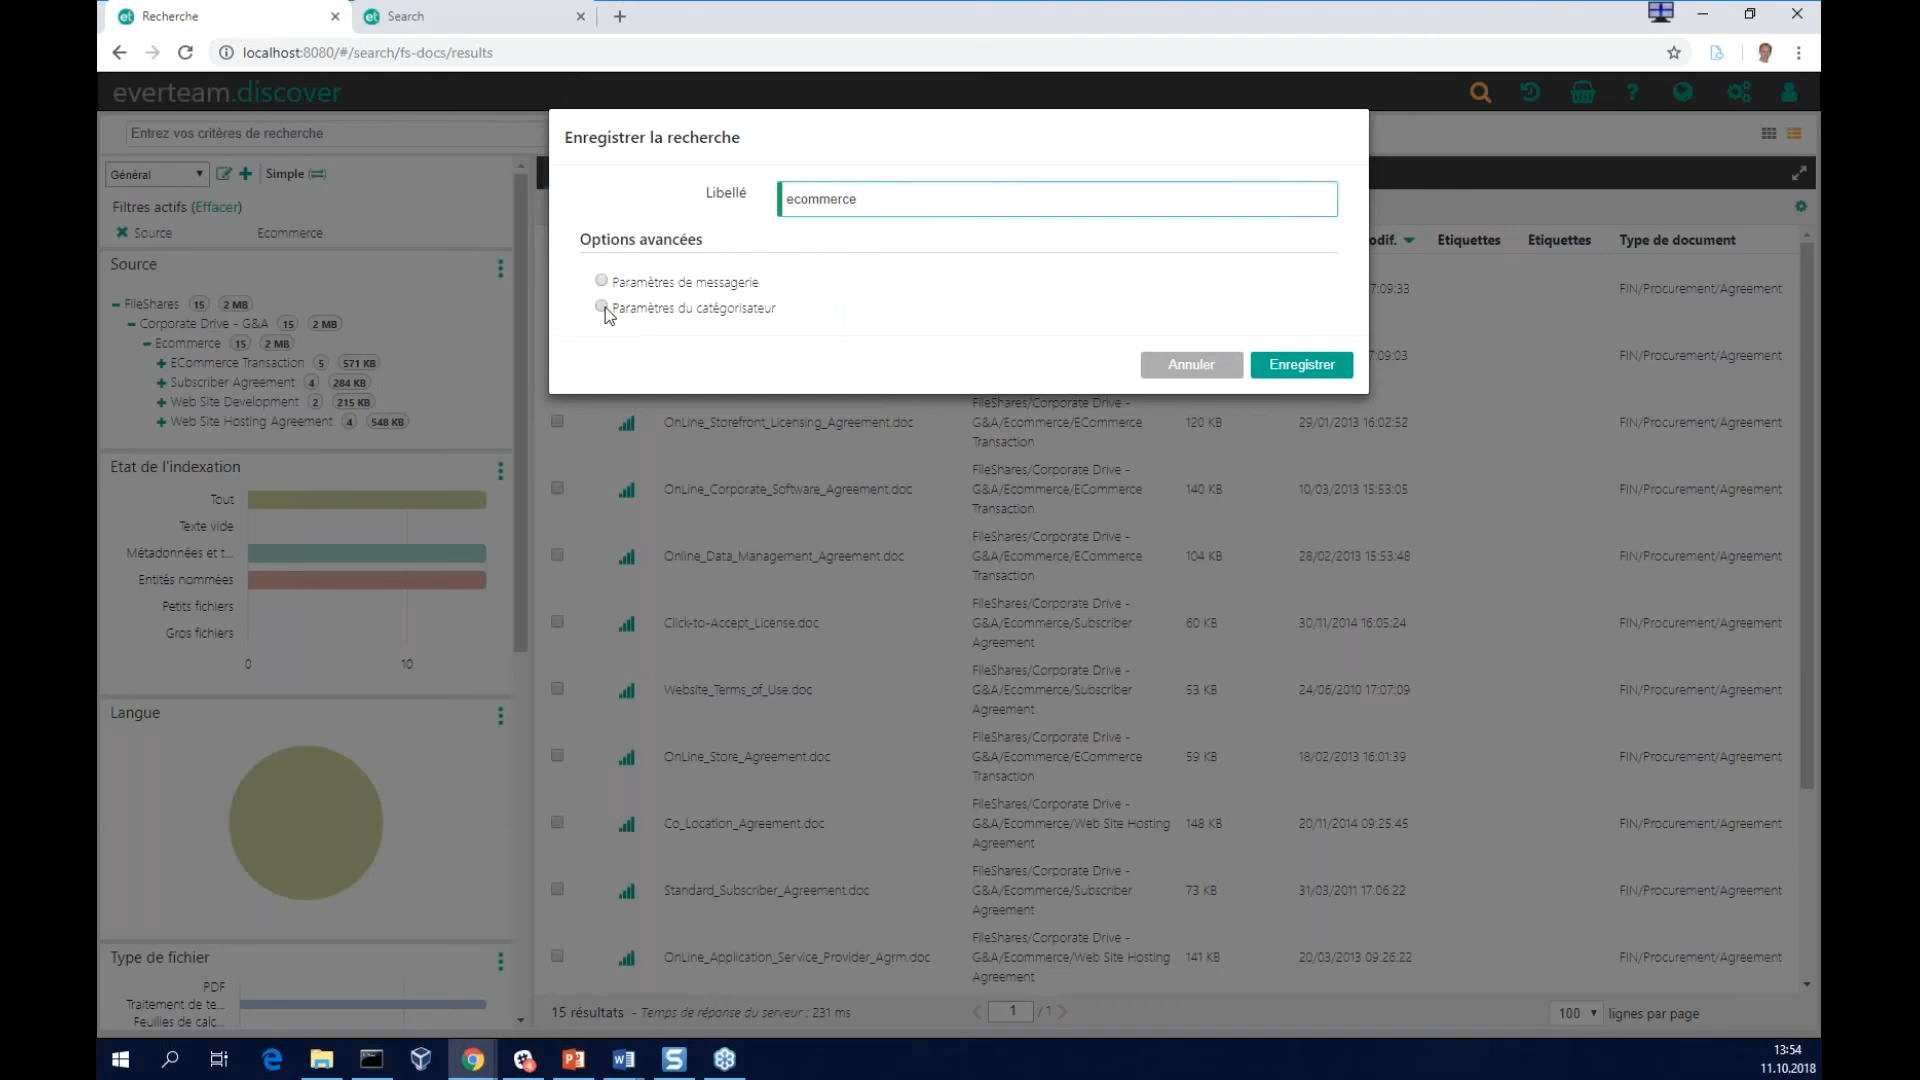 Recherche
Search
localhost:8080/#/search/fs-docs/results
everteam.discover
Entrez vos critères de recherche
Général
Simple
Filtres actifs (Effacer)
Source Ecommerce
Source
FileShares 15 2 MB
Corporate Drive - G&A 15 2 MB
Ecommerce 15 2 MB
ECommerce Transaction 5 571 KB
Subscriber Agreement 4 284 KB
Web Site Development 2 215 KB
Web Site Hosting Agreement 4 548 KB
Etat de l'indexation
Tout
Texte vide
Métadonnées et t...
Entités nommées
Petits fichiers
Gros fichiers
0 10
Langue
Type de fichier
PDF
Traitement de te...
Feuilles de calc...
Enregistrer la recherche
Libellé ecommerce
Options avancées
Paramètres de messagerie
Paramètres du catégorisateur
Annuler Enregistrer
odif. Etiquettes Etiquettes Type de document
7:09:33 FIN/Procurement/Agreement
7:09:03 FIN/Procurement/Agreement
FileShares/Corporate Drive -
OnLine_Storefront_Licensing_Agreement.doc G&A/Ecommerce/ECommerce 120 KB 29/01/2013 16:02:52 FIN/Procurement/Agreement
Transaction
FileShares/Corporate Drive -
OnLine_Corporate_Software_Agreement.doc G&A/Ecommerce/ECommerce 140 KB 10/03/2013 15:53:05 FIN/Procurement/Agreement
Transaction
FileShares/Corporate Drive -
Online_Data_Management_Agreement.doc G&A/Ecommerce/ECommerce 104 KB 28/02/2013 15:53:48 FIN/Procurement/Agreement
Transaction
FileShares/Corporate Drive -
Click-to-Accept_License.doc G&A/Ecommerce/Subscriber 60 KB 30/11/2014 16:05:24 FIN/Procurement/Agreement
Agreement
FileShares/Corporate Drive -
Website_Terms_of_Use.doc G&A/Ecommerce/Subscriber 53 KB 24/06/2010 17:07:09 FIN/Procurement/Agreement
Agreement
FileShares/Corporate Drive -
OnLine_Store_Agreement.doc G&A/Ecommerce/ECommerce 59 KB 18/02/2013 16:01:39 FIN/Procurement/Agreement
Transaction
FileShares/Corporate Drive -
Co_Location_Agreement.doc G&A/Ecommerce/Web Site Hosting 148 KB 20/11/2014 09:25:45 FIN/Procurement/Agreement
Agreement
FileShares/Corporate Drive -
Standard_Subscriber_Agreement.doc G&A/Ecommerce/Subscriber 73 KB 31/03/2011 17:06:22 FIN/Procurement/Agreement
Agreement
FileShares/Corporate Drive -
OnLine_Application_Service_Provider_Agrm.doc G&A/Ecommerce/Web Site Hosting 141 KB 20/03/2013 09:26:22 FIN/Procurement/Agreement
Agreement
15 résultats - Temps de réponse du serveur : 231 ms 1 / 1 100 lignes par page
13:54
11.10.2018